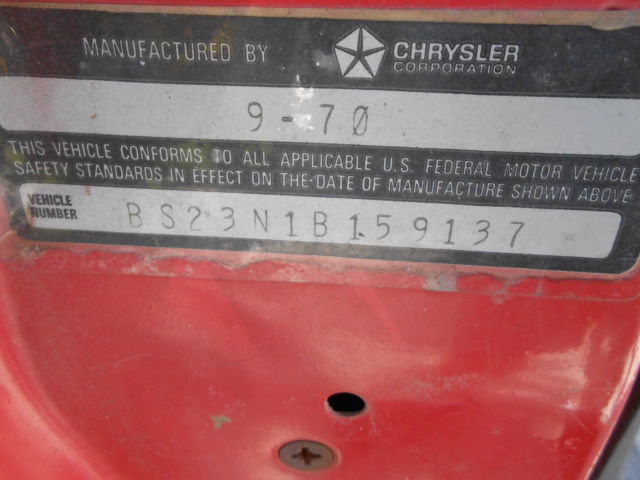 MANUFACTURED BY CHRYSLER
CORPORATION
9-70
THIS VEHICLE CONFORMS TO ALL APPLICABLE U.S. FEDERAL MOTOR VEHICLE
SAFETY STANDARDS IN EFFECT ON THE DATE OF MANUFACTURE SHOWN ABOVE
VEHICLE
NUMBER
BS23N1B159137